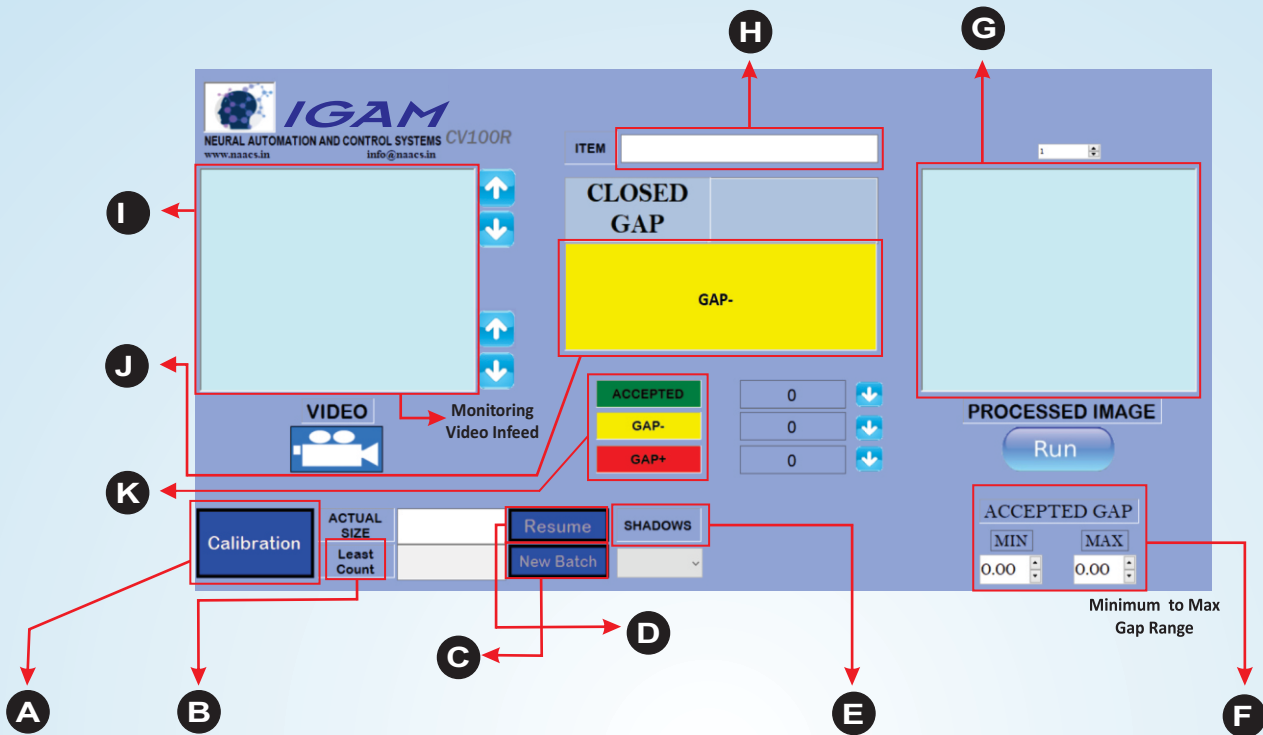 H
G
IGAM
NEURAL AUTOMATION AND CONTROL SYSTEMS CV100R
www.naacs.in info@naacs.in
ITEM
1
I
CLOSED
GAP
GAP-
J
ACCEPTED 0
GAP- 0
GAP+ 0
VIDEO
Monitoring
Video Infeed
PROCESSED IMAGE
Run
K
Calibration
ACTUAL
SIZE
Least
Count
Resume
New Batch
SHADOWS
ACCEPTED GAP
MIN MAX
0.00 0.00
Minimum to Max
Gap Range
D
C
A
B
E
F